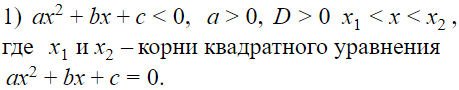 1) ax² + bx + c < 0,  a > 0, D > 0  x₁ < x < x₂ ,
где  x₁ и x₂ – корни квадратного уравнения
ax² + bx + c = 0.